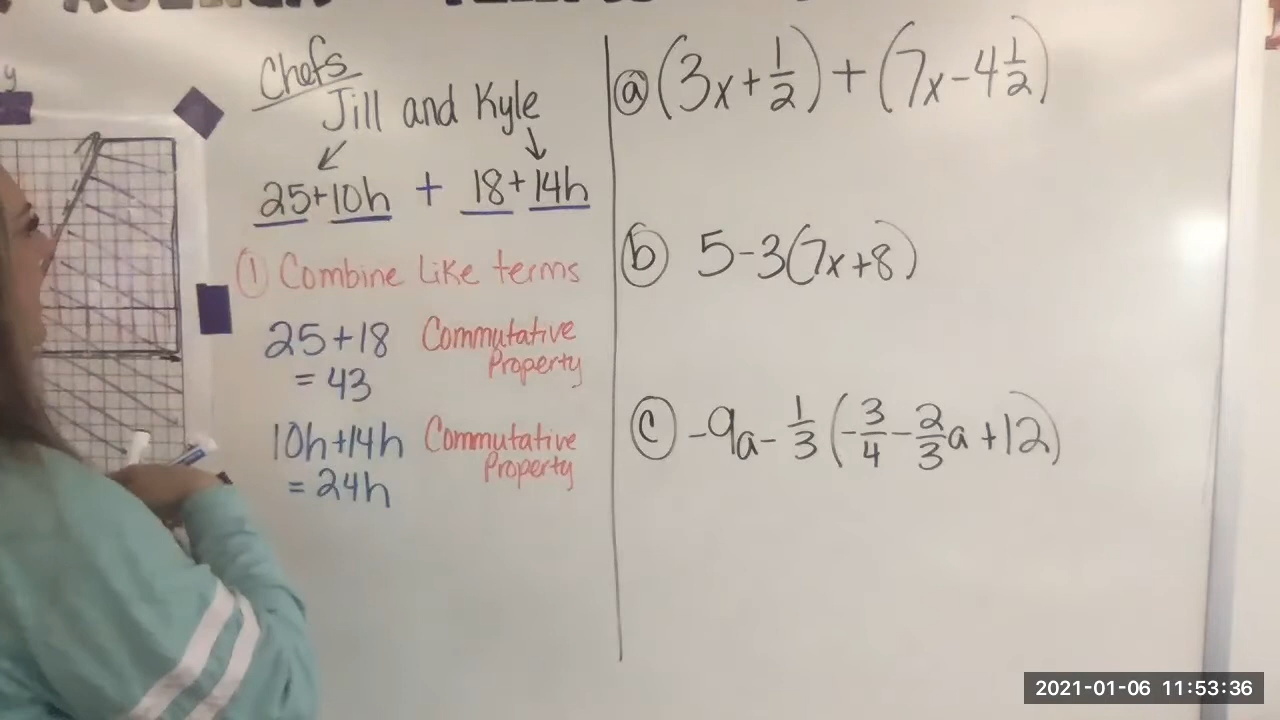 y
Chefs
Jill and Kyle
25+10h + 18+14h
① Combine like terms
25+18 Commutative
Property
= 43
10h+14h Commutative
Property
= 24h
ⓐ (3x+1/2)+(7x-4 1/2)
ⓑ 5-3(7x+8)
ⓒ -9a-1/3(-3/4-2/3a+12)
2021-01-06 11:53:36